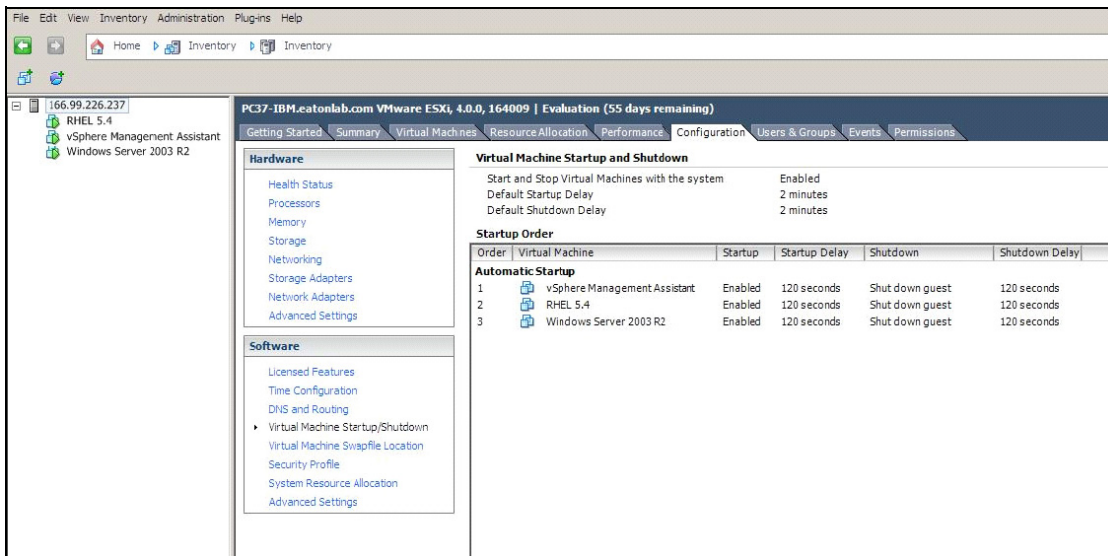 File Edit View Inventory Administration Plug-ins Help
Home Inventory Inventory
166.99.226.237
RHEL 5.4
vSphere Management Assistant
Windows Server 2003 R2
PC37-IBM.eatonlab.com VMware ESXi, 4.0.0, 164009 | Evaluation (55 days remaining)
Getting Started Summary Virtual Machines Resource Allocation Performance Configuration Users & Groups Events Permissions
Hardware
Health Status
Processors
Memory
Storage
Networking
Storage Adapters
Network Adapters
Advanced Settings
Software
Licensed Features
Time Configuration
DNS and Routing
Virtual Machine Startup/Shutdown
Virtual Machine Swapfile Location
Security Profile
System Resource Allocation
Advanced Settings
Virtual Machine Startup and Shutdown
Start and Stop Virtual Machines with the system Enabled
Default Startup Delay 2 minutes
Default Shutdown Delay 2 minutes
Startup Order
Order Virtual Machine Startup Startup Delay Shutdown Shutdown Delay
Automatic Startup
1 vSphere Management Assistant Enabled 120 seconds Shut down guest 120 seconds
2 RHEL 5.4 Enabled 120 seconds Shut down guest 120 seconds
3 Windows Server 2003 R2 Enabled 120 seconds Shut down guest 120 seconds